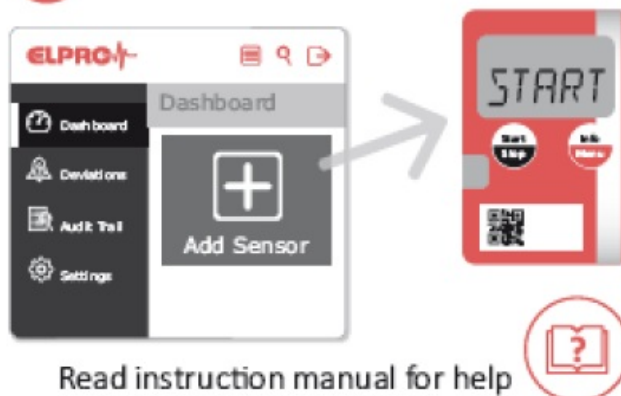 ELPRO
Dashboard
Dashboard
Deviations
Audit Trail
Settings
Add Sensor
START
Start
Stop
Info
Menu
Read instruction manual for help
?